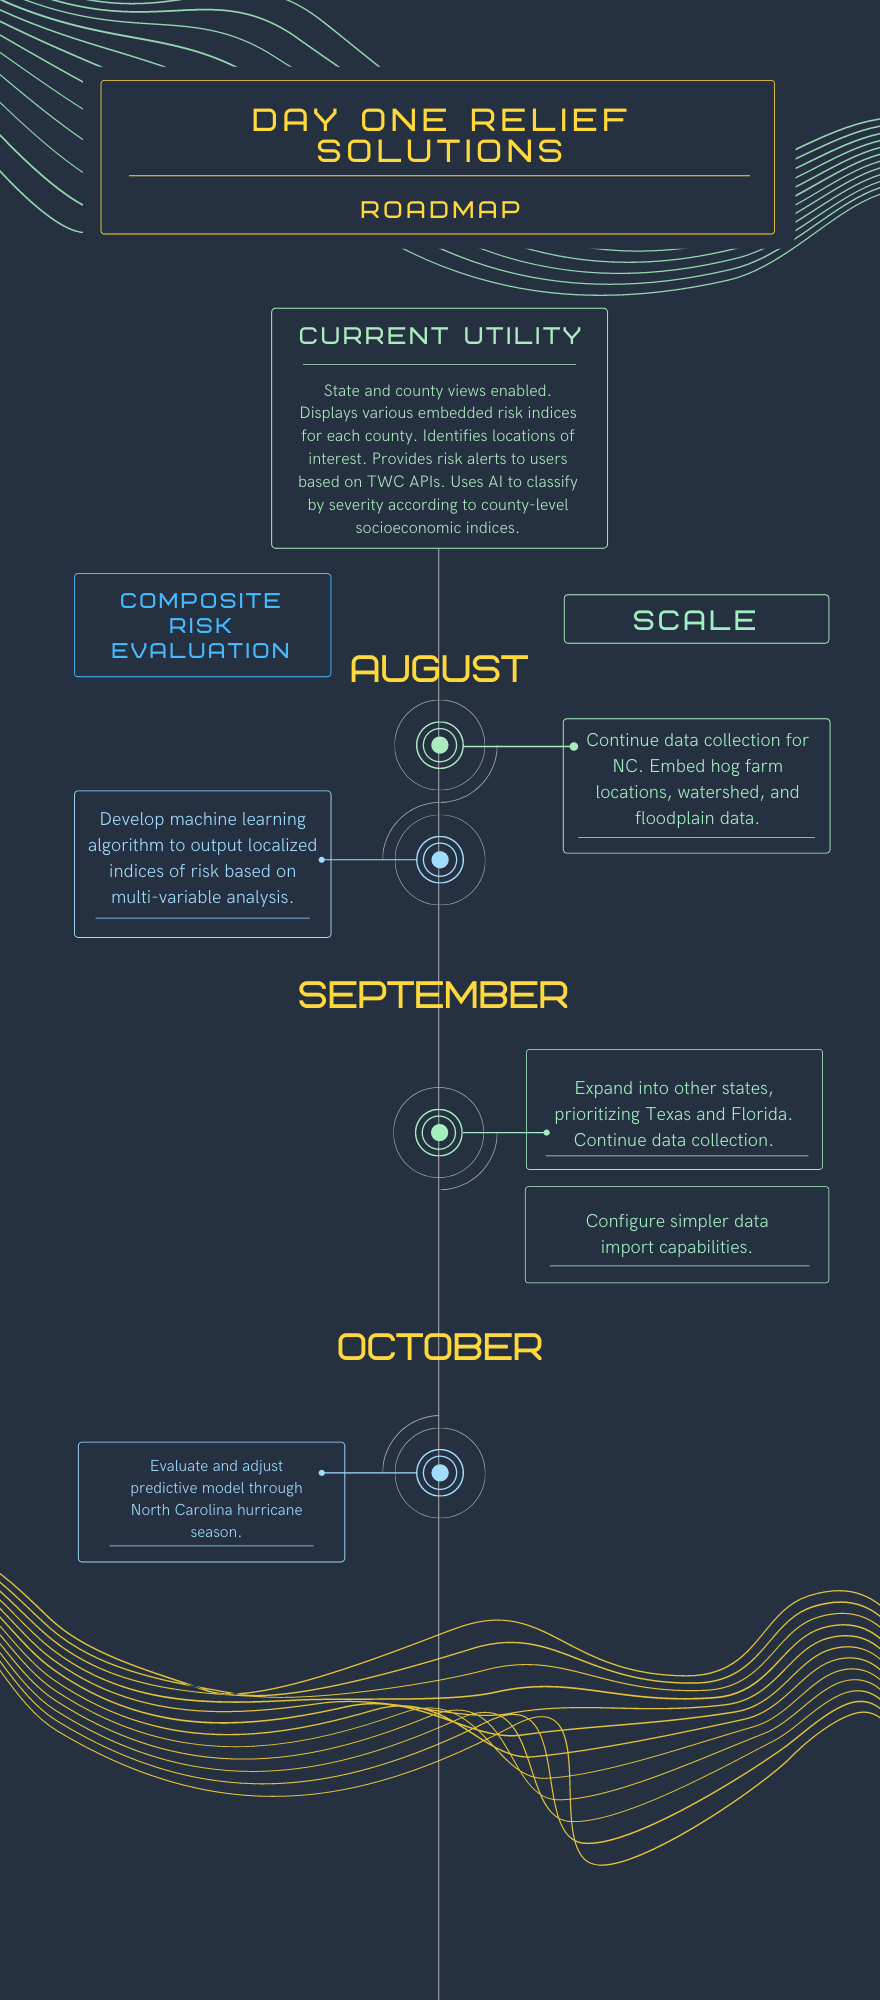 DAY ONE RELIEF
SOLUTIONS
ROADMAP
CURRENT UTILITY
State and county views enabled.
Displays various embedded risk indices
for each county. Identifies locations of
interest. Provides risk alerts to users
based on TWC APIs. Uses AI to classify
by severity according to county-level
socioeconomic indices.
COMPOSITE
RISK
EVALUATION
SCALE
AUGUST
Continue data collection for
NC. Embed hog farm
locations, watershed, and
floodplain data.
Develop machine learning
algorithm to output localized
indices of risk based on
multi-variable analysis.
SEPTEMBER
Expand into other states,
prioritizing Texas and Florida.
Continue data collection.
Configure simpler data
import capabilities.
OCTOBER
Evaluate and adjust
predictive model through
North Carolina hurricane
season.